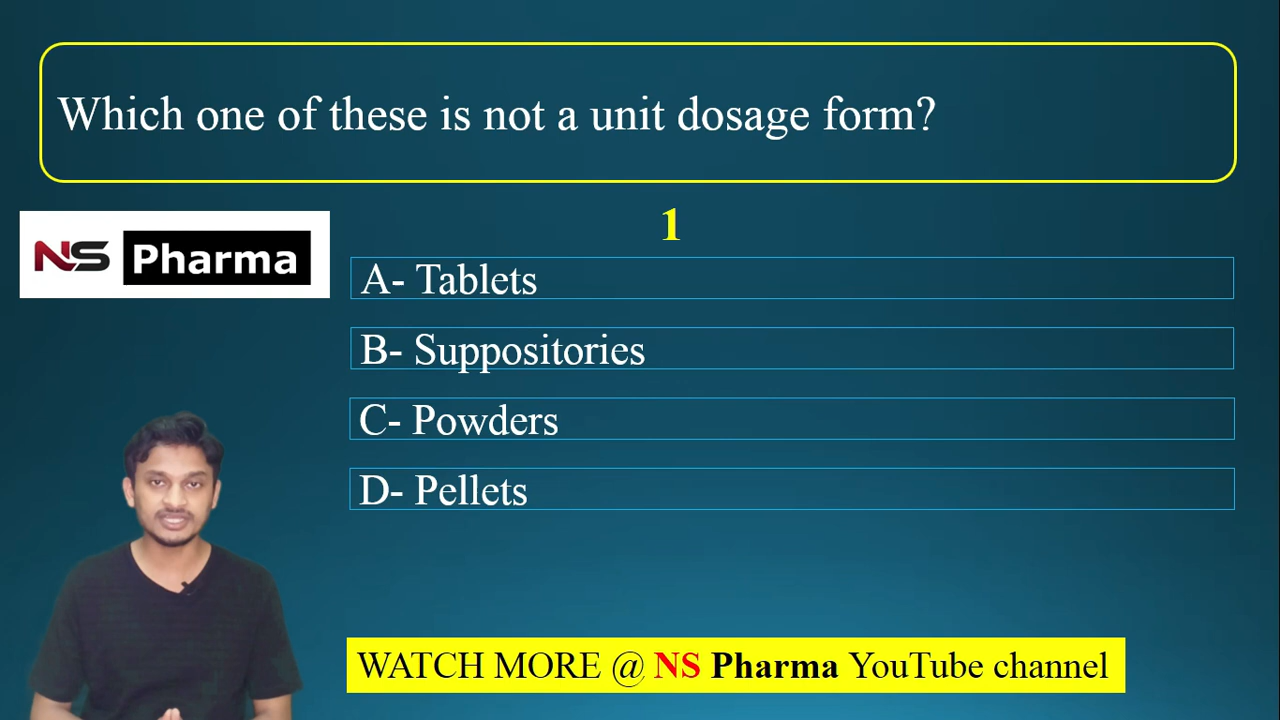 Which one of these is not a unit dosage form?
1
NS Pharma
A- Tablets
B- Suppositories
C- Powders
D- Pellets
WATCH MORE @ NS Pharma YouTube channel